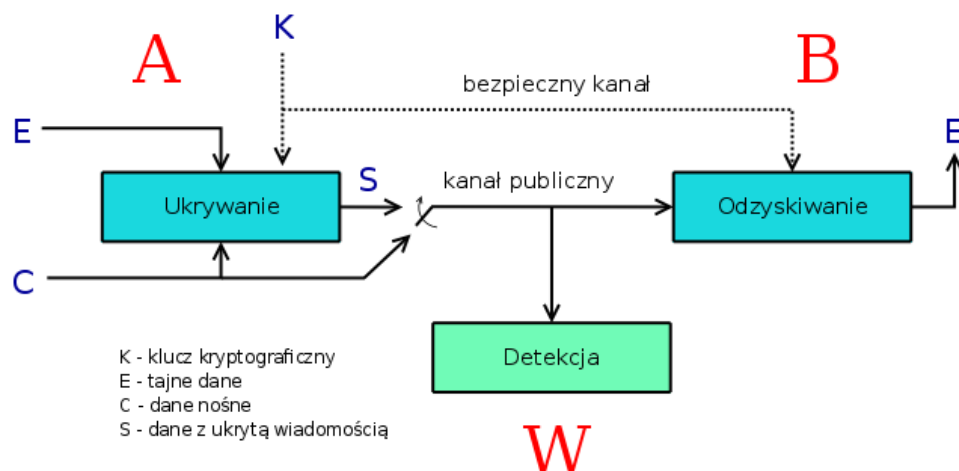 A
K
B
bezpieczny kanał
E
E
S
kanał publiczny
Ukrywanie
Odzyskiwanie
C
Detekcja
K - klucz kryptograficzny
E - tajne dane
C - dane nośne
S - dane z ukrytą wiadomością
W